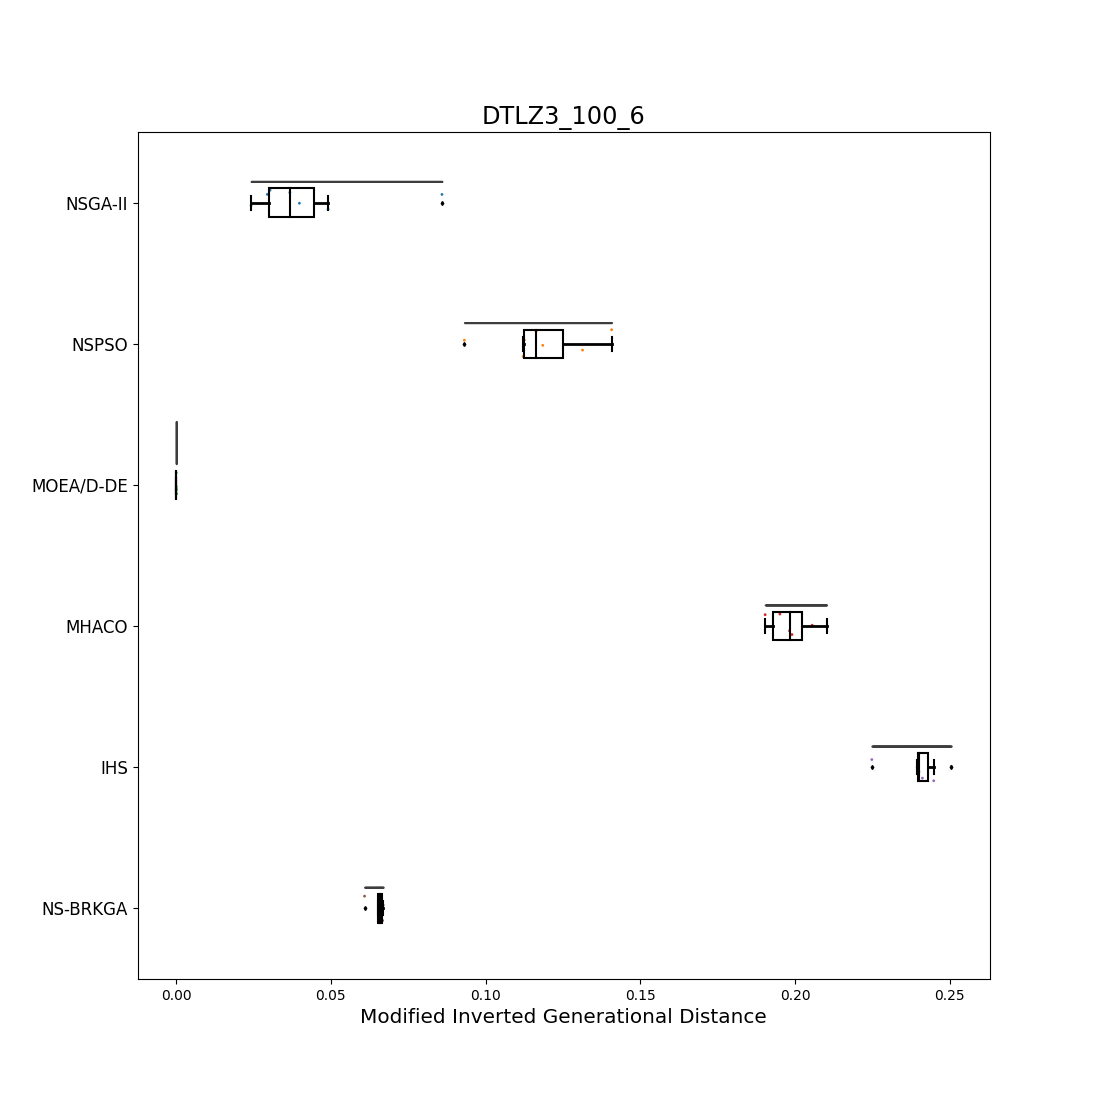 DTLZ3_100_6
NSGA-II
NSPSO
MOEA/D-DE
MHACO
IHS
NS-BRKGA
0.00 0.05 0.10 0.15 0.20 0.25
Modified Inverted Generational Distance